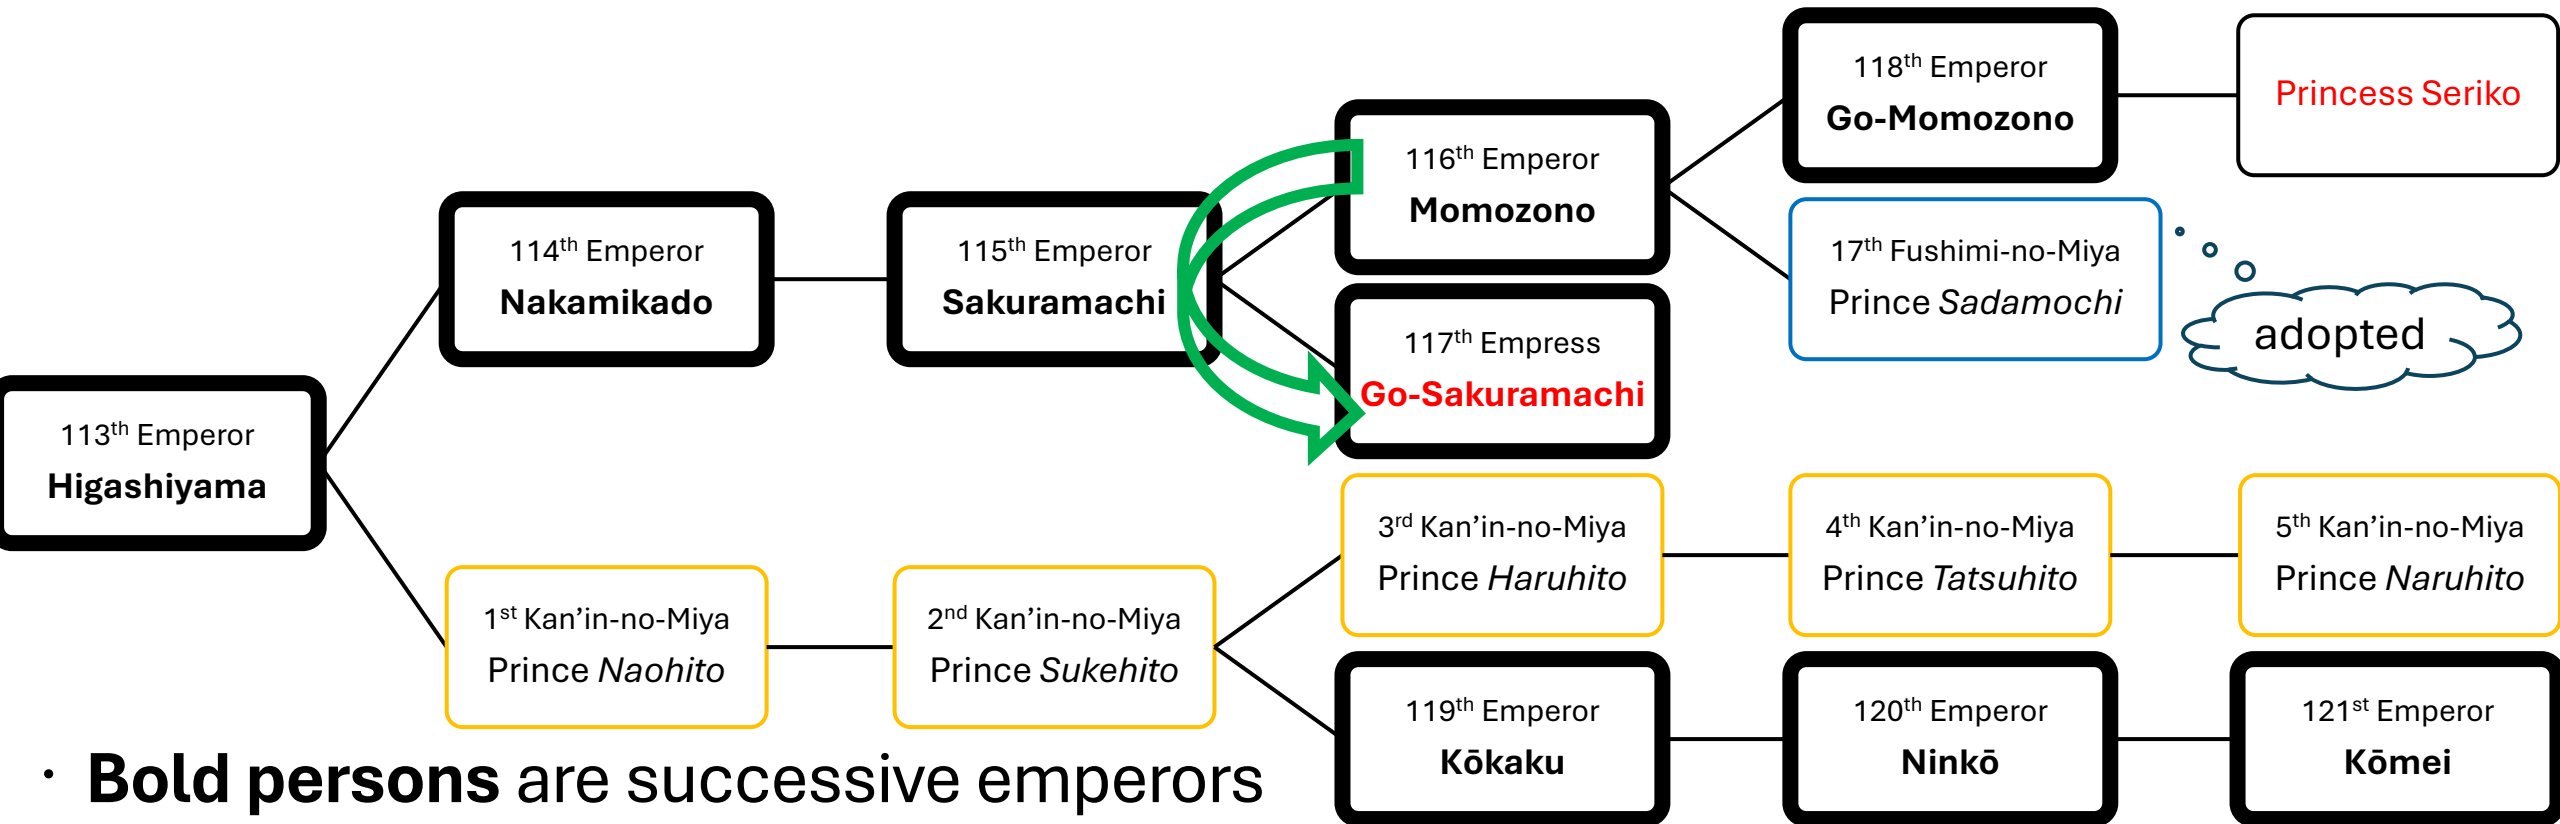 118th Emperor
Go-Momozono
Princess Seriko
116th Emperor
Momozono
114th Emperor
Nakamikado
115th Emperor
Sakuramachi
17th Fushimi-no-Miya
Prince Sadamochi
adopted
117th Empress
Go-Sakuramachi
113th Emperor
Higashiyama
3rd Kan’in-no-Miya
Prince Haruhito
4th Kan’in-no-Miya
Prince Tatsuhito
5th Kan’in-no-Miya
Prince Naruhito
1st Kan’in-no-Miya
Prince Naohito
2nd Kan’in-no-Miya
Prince Sukehito
119th Emperor
Kōkaku
120th Emperor
Ninkō
121st Emperor
Kōmei
· Bold persons are successive emperors